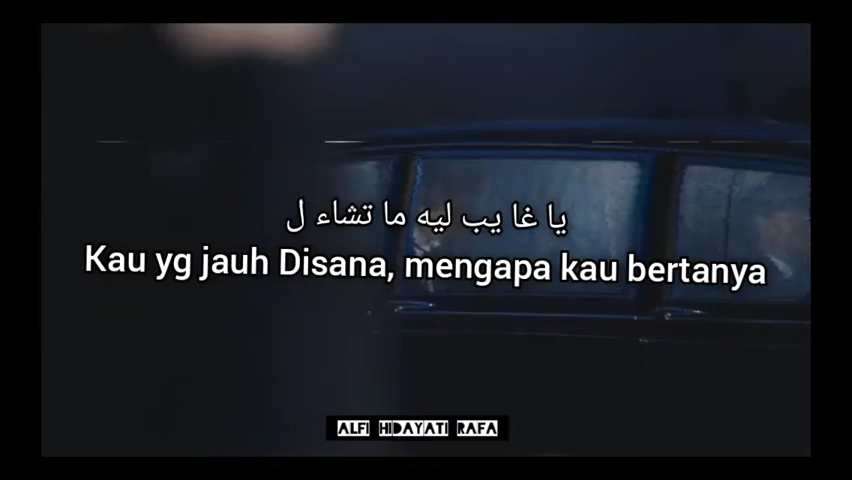 يا غا يب ليه ما تشاء ل
Kau yg jauh Disana, mengapa kau bertanya
ALFI HIDAYATI RAFA